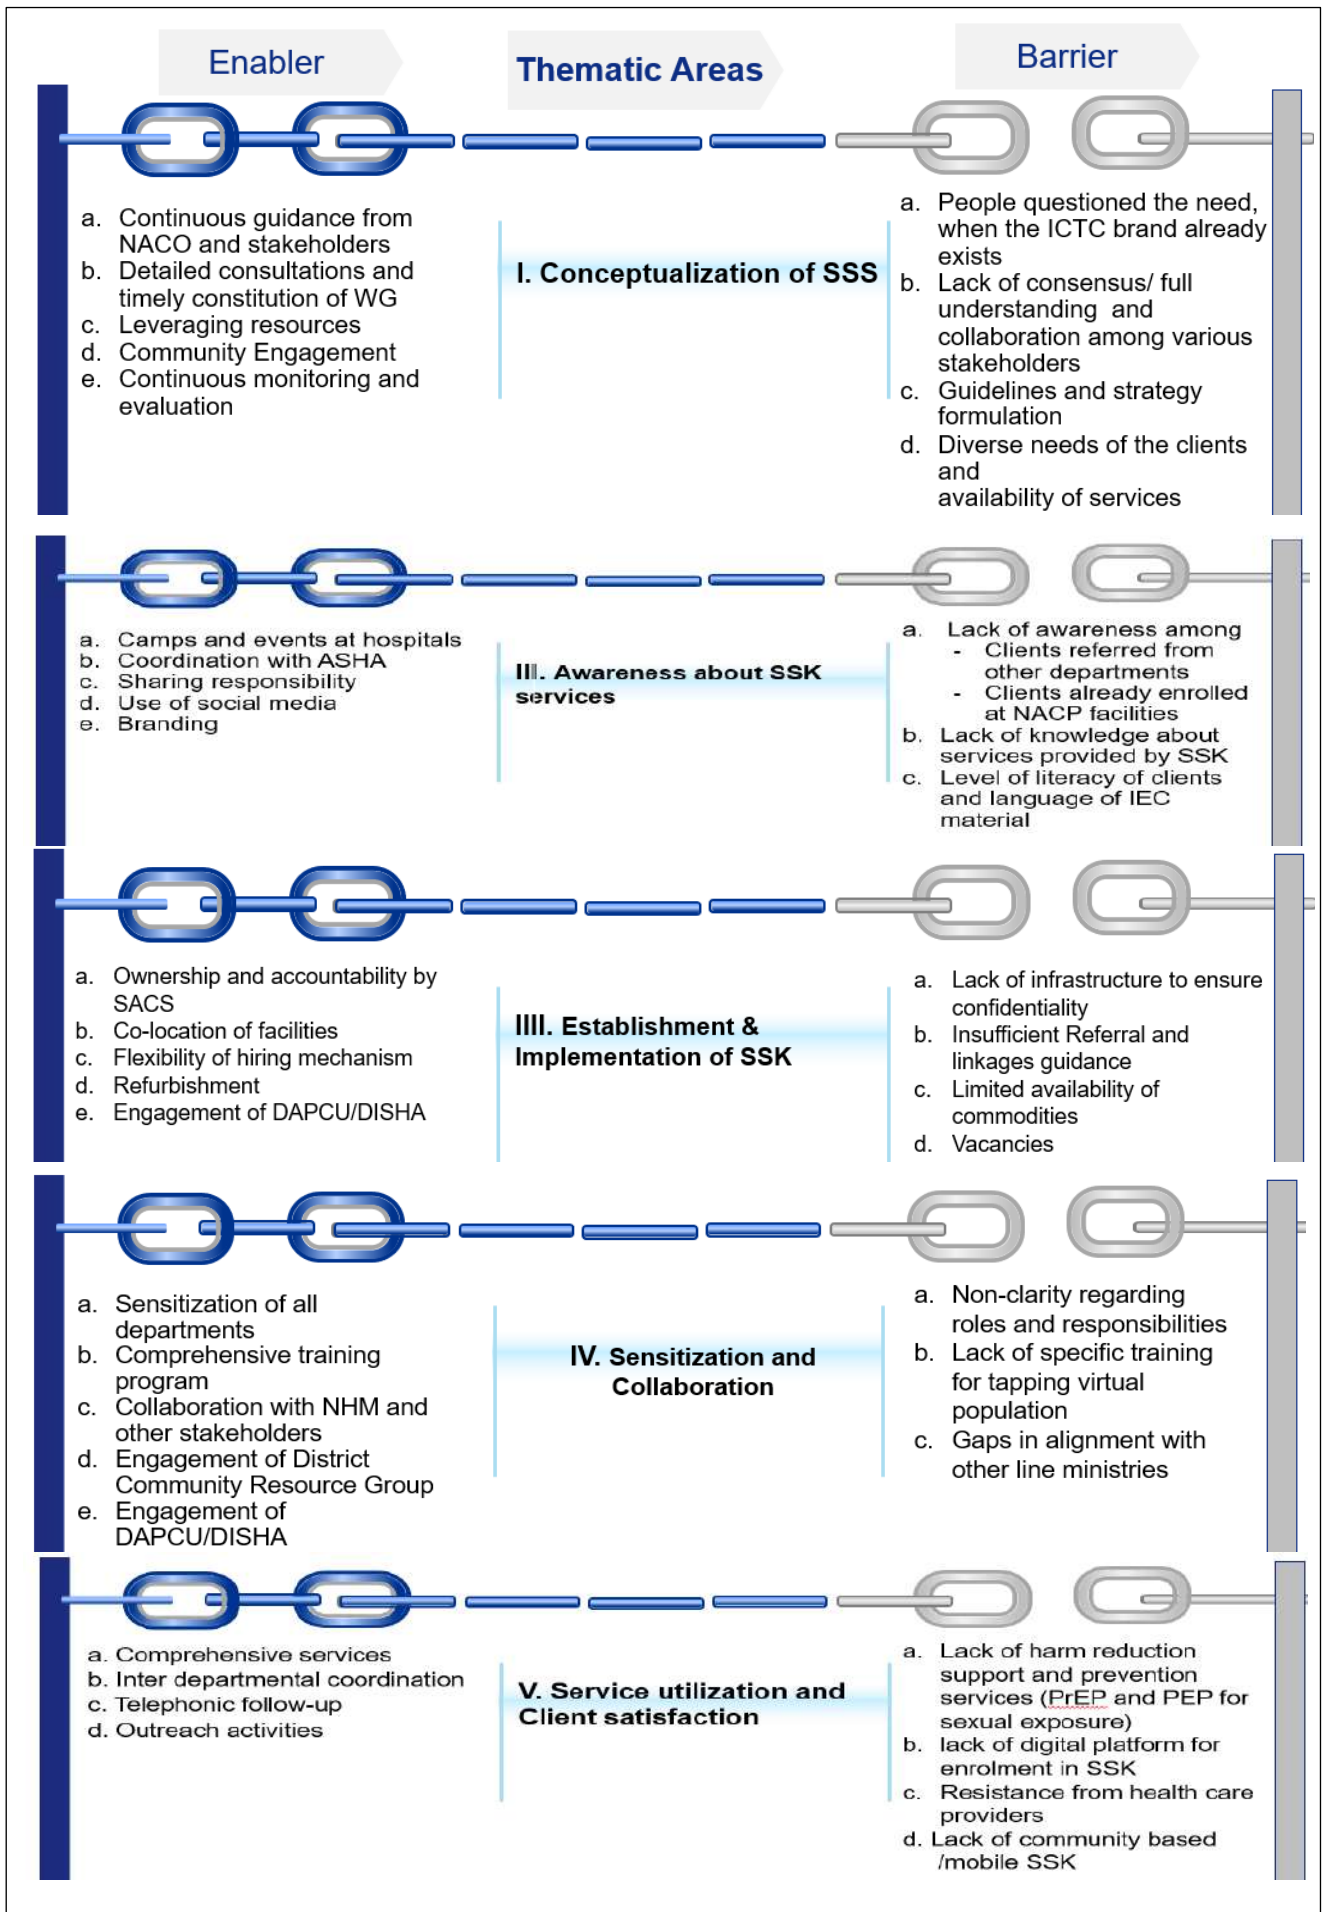 Enabler
Thematic Areas
Barrier
a. Continuous guidance from
NACO and stakeholders
b. Detailed consultations and
timely constitution of WG
c. Leveraging resources
d. Community Engagement
e. Continuous monitoring and
evaluation
I. Conceptualization of SSS
a. People questioned the need,
when the ICTC brand already
exists
b. Lack of consensus/ full
understanding and
collaboration among various
stakeholders
c. Guidelines and strategy
formulation
d. Diverse needs of the clients
and
availability of services
a. Camps and events at hospitals
b. Coordination with ASHA
c. Sharing responsibility
d. Use of social media
e. Branding
III. Awareness about SSK
services
a. Lack of awareness among
- Clients referred from
other departments
- Clients already enrolled
at NACP facilities
b. Lack of knowledge about
services provided by SSK
c. Level of literacy of clients
and language of IEC
material
a. Ownership and accountability by
SACS
b. Co-location of facilities
c. Flexibility of hiring mechanism
d. Refurbishment
e. Engagement of DAPCU/DISHA
IIII. Establishment &
Implementation of SSK
a. Lack of infrastructure to ensure
confidentiality
b. Insufficient Referral and
linkages guidance
c. Limited availability of
commodities
d. Vacancies
a. Sensitization of all
departments
b. Comprehensive training
program
c. Collaboration with NHM and
other stakeholders
d. Engagement of District
Community Resource Group
e. Engagement of
DAPCU/DISHA
IV. Sensitization and
Collaboration
a. Non-clarity regarding
roles and responsibilities
b. Lack of specific training
for tapping virtual
population
c. Gaps in alignment with
other line ministries
a. Comprehensive services
b. Inter departmental coordination
c. Telephonic follow-up
d. Outreach activities
V. Service utilization and
Client satisfaction
a. Lack of harm reduction
support and prevention
services (PrEP and PEP for
sexual exposure)
b. lack of digital platform for
enrolment in SSK
c. Resistance from health care
providers
d. Lack of community based
/mobile SSK